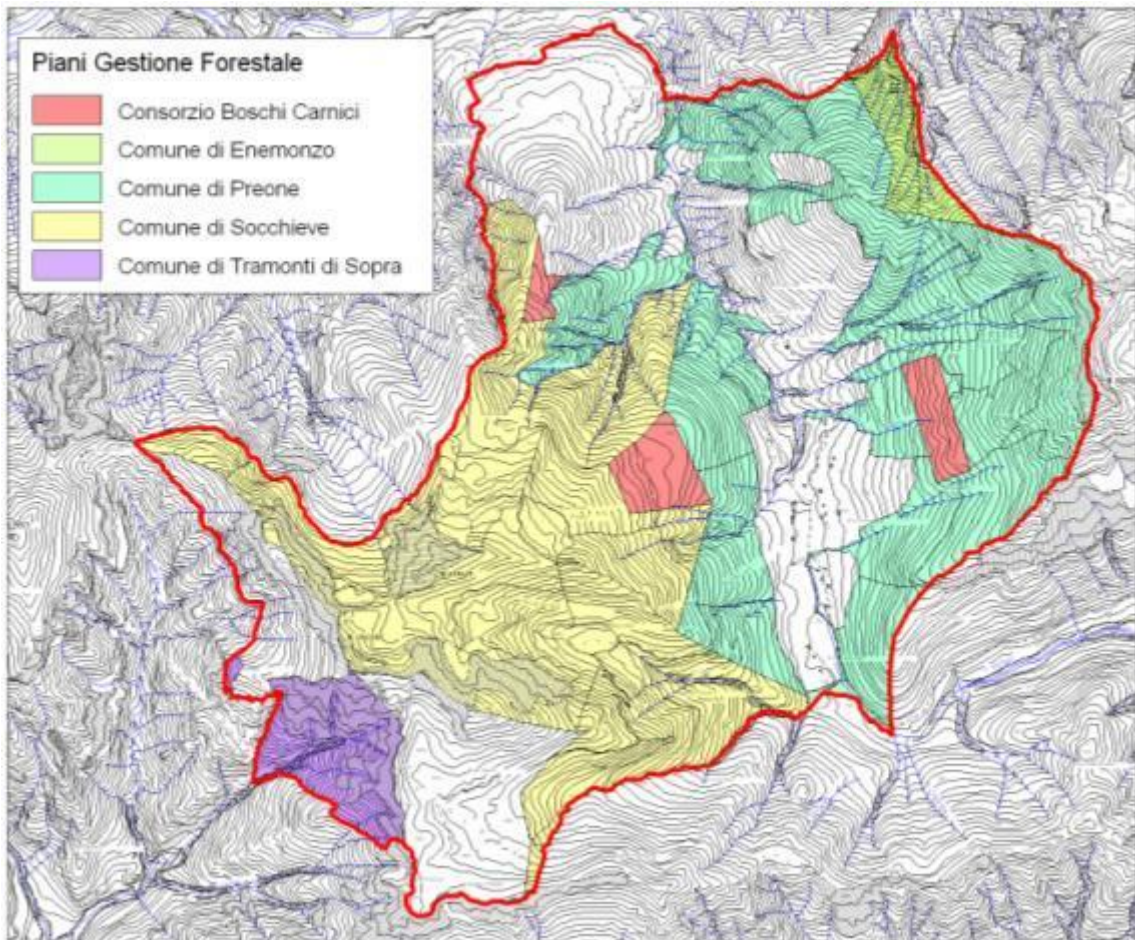 Piani Gestione Forestale
Consorzio Boschi Carnici
Comune di Enemonzo
Comune di Preone
Comune di Socchieve
Comune di Tramonti di Sopra